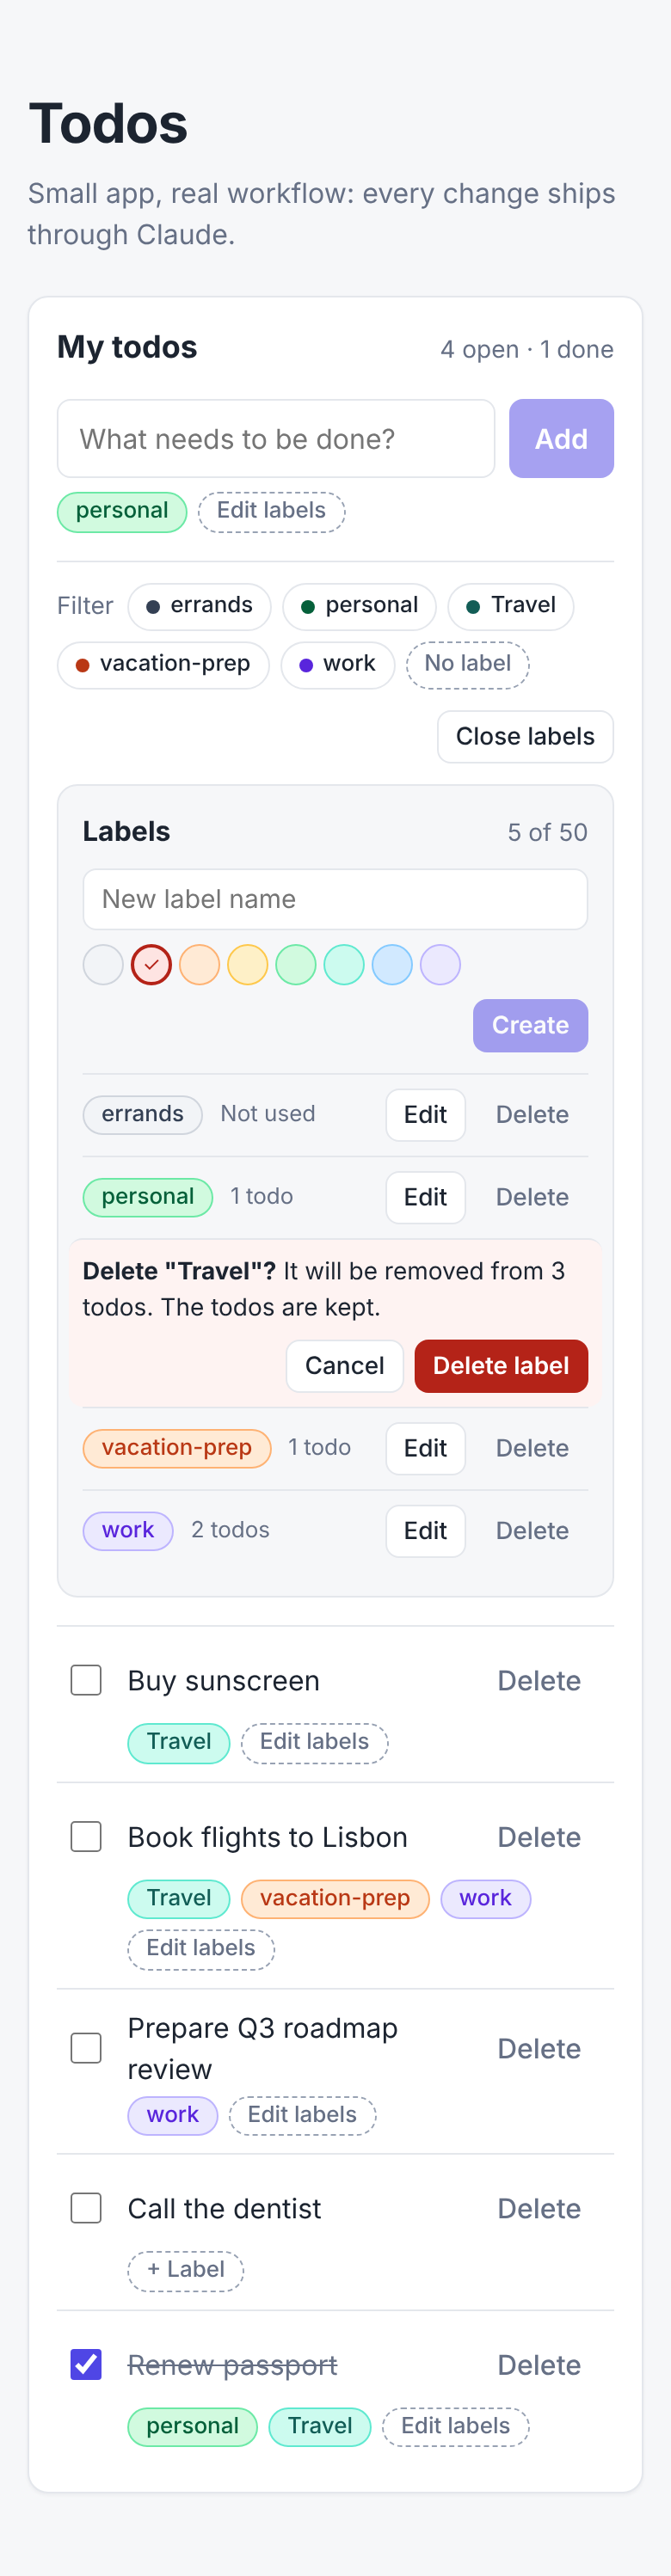 Todos
Small app, real workflow: every change ships
through Claude.
My todos
4 open · 1 done
What needs to be done?
Add
personal
Edit labels
Filter
errands
personal
Travel
vacation-prep
work
No label
Close labels
Labels
5 of 50
New label name
Create
errands
Not used
Edit
Delete
personal
1 todo
Edit
Delete
Delete "Travel"? It will be removed from 3
todos. The todos are kept.
Cancel
Delete label
vacation-prep
1 todo
Edit
Delete
work
2 todos
Edit
Delete
Buy sunscreen
Delete
Travel
Edit labels
Book flights to Lisbon
Delete
Travel
vacation-prep
work
Edit labels
Prepare Q3 roadmap
review
Delete
work
Edit labels
Call the dentist
Delete
+ Label
Renew passport
Delete
personal
Travel
Edit labels